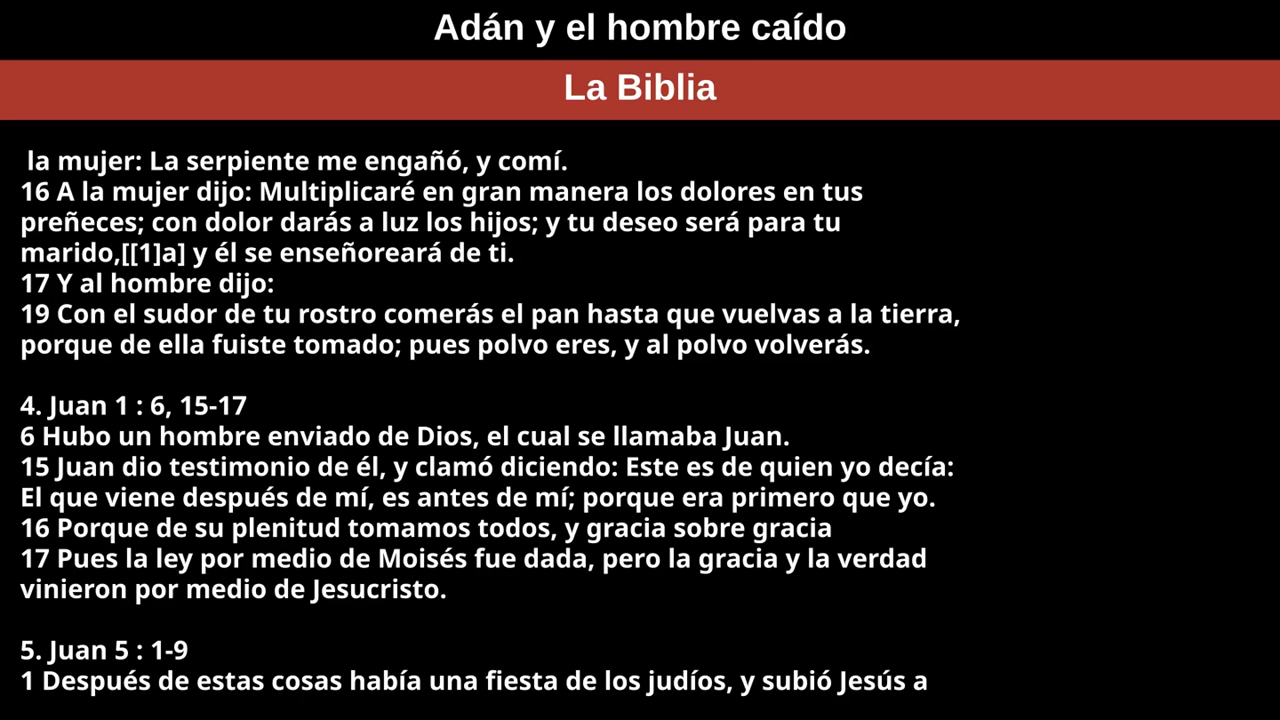 Adán y el hombre caído
La Biblia
la mujer: La serpiente me engañó, y comí.
16 A la mujer dijo: Multiplicaré en gran manera los dolores en tus
preñeces; con dolor darás a luz los hijos; y tu deseo será para tu
marido,[[1]a] y él se enseñoreará de ti.
17 Y al hombre dijo:
19 Con el sudor de tu rostro comerás el pan hasta que vuelvas a la tierra,
porque de ella fuiste tomado; pues polvo eres, y al polvo volverás.
4. Juan 1 : 6, 15-17
6 Hubo un hombre enviado de Dios, el cual se llamaba Juan.
15 Juan dio testimonio de él, y clamó diciendo: Este es de quien yo decía:
El que viene después de mí, es antes de mí; porque era primero que yo.
16 Porque de su plenitud tomamos todos, y gracia sobre gracia
17 Pues la ley por medio de Moisés fue dada, pero la gracia y la verdad
vinieron por medio de Jesucristo.
5. Juan 5 : 1-9
1 Después de estas cosas había una fiesta de los judíos, y subió Jesús a